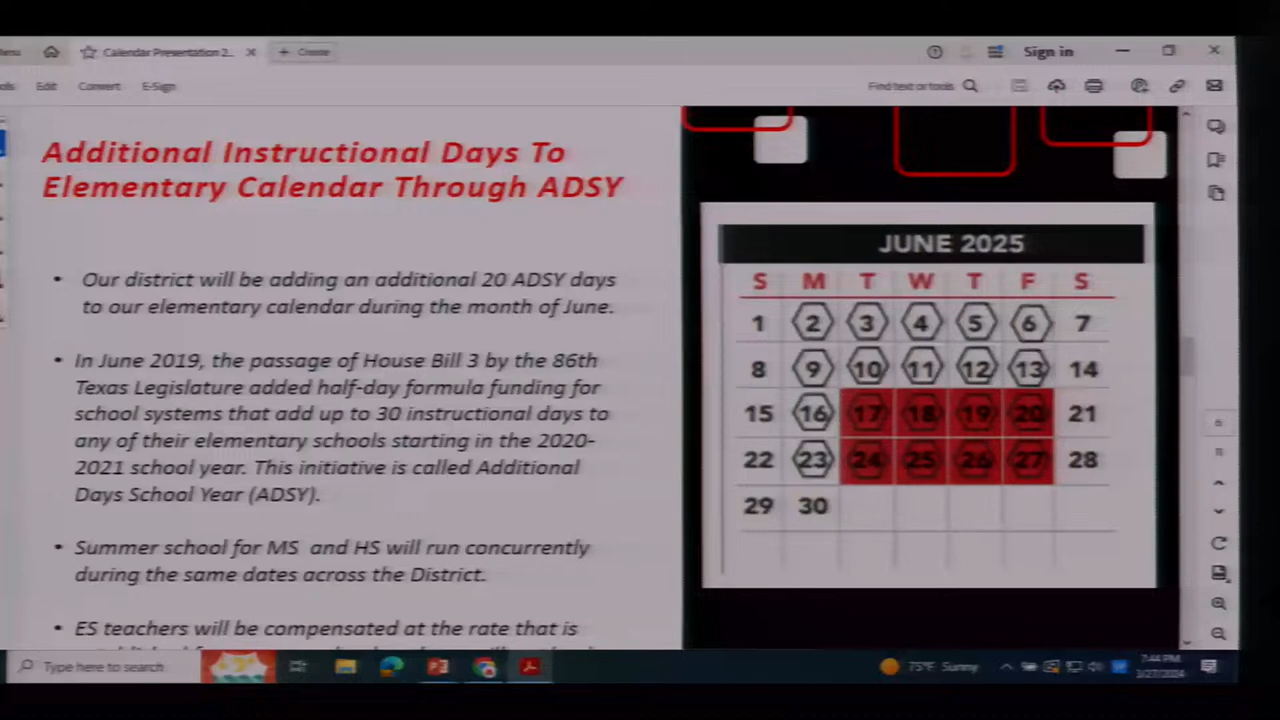 Calendar Presentation 2...
Create
Sign in
Edit
Convert
E-Sign
Find text or tools
Additional Instructional Days To
Elementary Calendar Through ADSY
• Our district will be adding an additional 20 ADSY days
to our elementary calendar during the month of June.
• In June 2019, the passage of House Bill 3 by the 86th
Texas Legislature added half-day formula funding for
school systems that add up to 30 instructional days to
any of their elementary schools starting in the 2020-
2021 school year. This initiative is called Additional
Days School Year (ADSY).
• Summer school for MS and HS will run concurrently
during the same dates across the District.
• ES teachers will be compensated at the rate that is
JUNE 2025
S M T W T F S
1 2 3 4 5 6 7
8 9 10 11 12 13 14
15 16 17 18 19 20 21
22 23 24 25 26 27 28
29 30
Type here to search
75°F Sunny
7:44 PM
3/27/2024